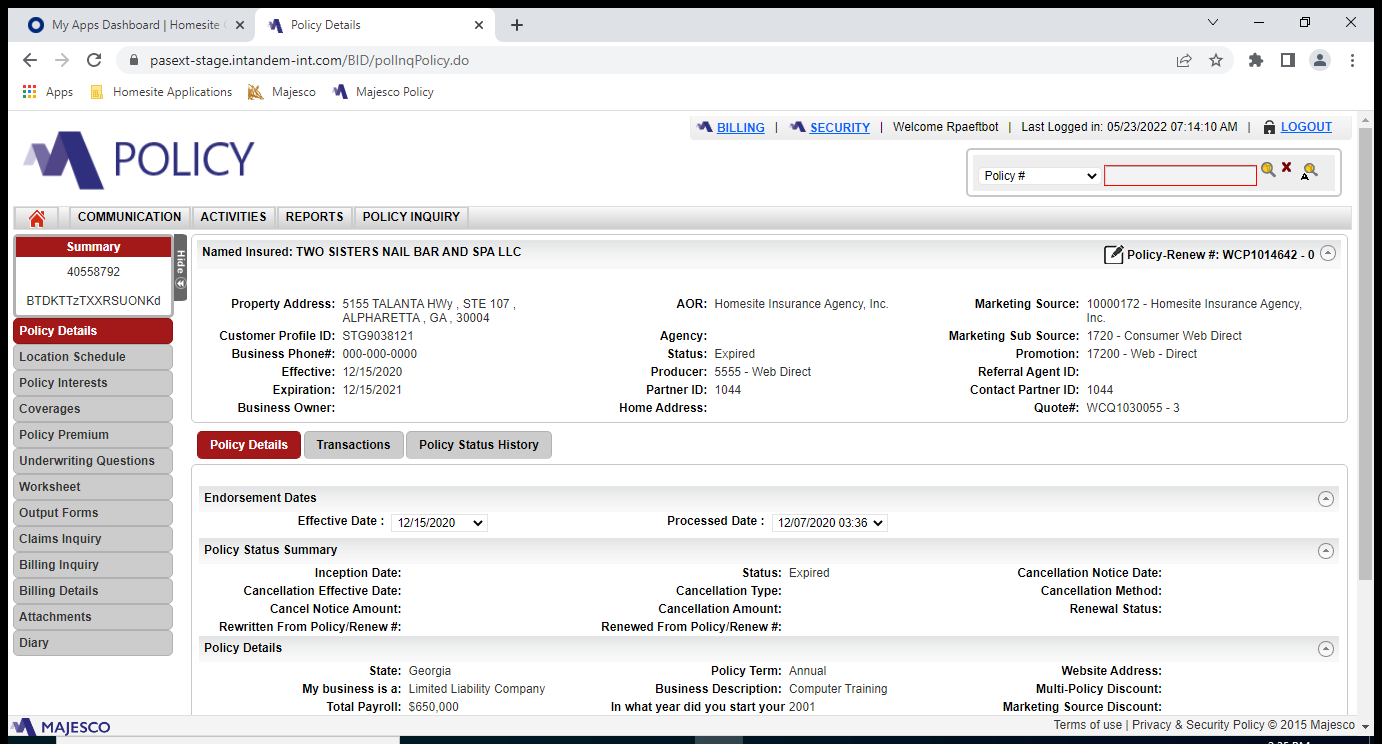 My Apps Dashboard | Homesite
Policy Details
pasext-stage.intandem-int.com/BID/polInqPolicy.do
Apps Homesite Applications Majesco Majesco Policy
BILLING | SECURITY | Welcome Rpaeftbot | Last Logged in: 05/23/2022 07:14:10 AM | LOGOUT
POLICY
Policy #
A
COMMUNICATION ACTIVITIES REPORTS POLICY INQUIRY
Summary
40558792
BTDKTTzTXXRSUONKd
Hide
Policy Details
Location Schedule
Policy Interests
Coverages
Policy Premium
Underwriting Questions
Worksheet
Output Forms
Claims Inquiry
Billing Inquiry
Billing Details
Attachments
Diary
Named Insured: TWO SISTERS NAIL BAR AND SPA LLC Policy-Renew #: WCP1014642 - 0
Property Address: 5155 TALANTA HWy , STE 107 , AOR: Homesite Insurance Agency, Inc. Marketing Source: 10000172 - Homesite Insurance Agency,
ALPHARETTA , GA , 30004 Inc.
Customer Profile ID: STG9038121 Agency: Marketing Sub Source: 1720 - Consumer Web Direct
Business Phone#: 000-000-0000 Status: Expired Promotion: 17200 - Web - Direct
Effective: 12/15/2020 Producer: 5555 - Web Direct Referral Agent ID:
Expiration: 12/15/2021 Partner ID: 1044 Contact Partner ID: 1044
Business Owner: Home Address: Quote#: WCQ1030055 - 3
Policy Details Transactions Policy Status History
Endorsement Dates
Effective Date : 12/15/2020 Processed Date : 12/07/2020 03:36
Policy Status Summary
Inception Date: Status: Expired Cancellation Notice Date:
Cancellation Effective Date: Cancellation Type: Cancellation Method:
Cancel Notice Amount: Cancellation Amount: Renewal Status:
Rewritten From Policy/Renew #: Renewed From Policy/Renew #:
Policy Details
State: Georgia Policy Term: Annual Website Address:
My business is a: Limited Liability Company Business Description: Computer Training Multi-Policy Discount:
Total Payroll: $650,000 In what year did you start your 2001 Marketing Source Discount:
MAJESCO
Terms of use | Privacy & Security Policy © 2015 Majesco